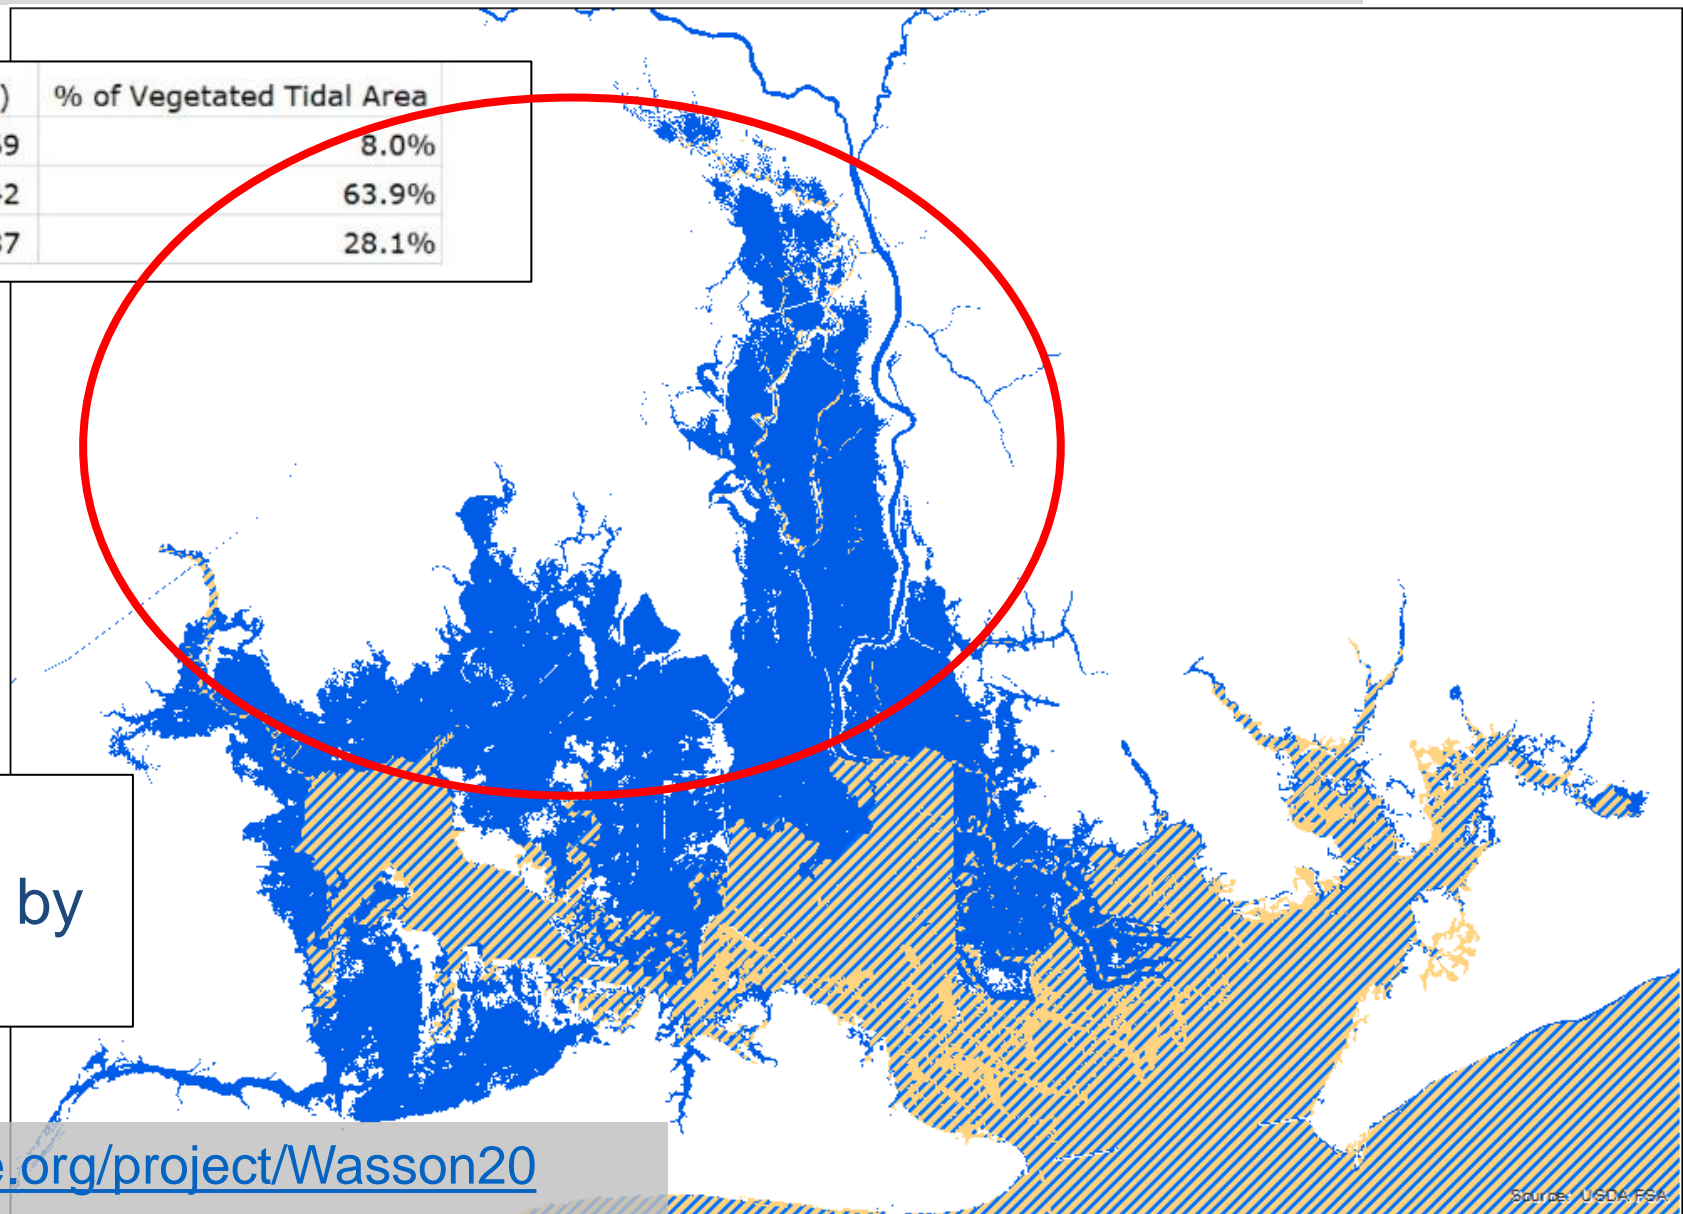 ) % of Vegetated Tidal Area
8.0%
63.9%
28.1%
by
e.org/project/Wasson20
Source: USDA FSA